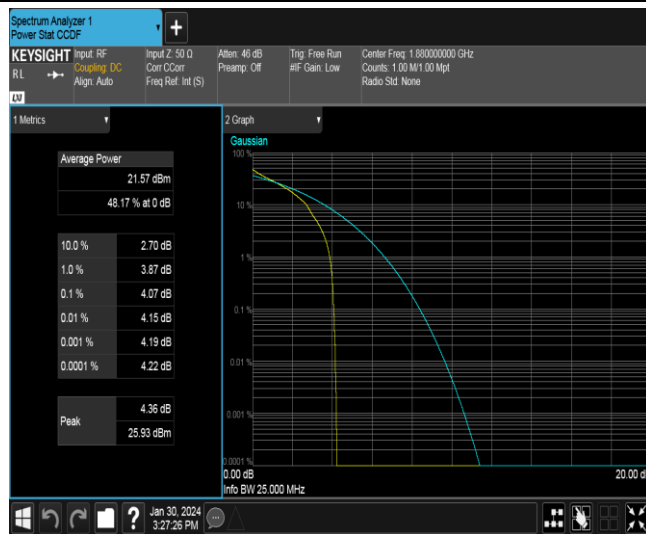 Spectrum Analyzer 1
Power Stat CCDF
+
KEYSIGHT
RL
Input: RF
Coupling: DC
Align: Auto
Input Z: 50 Ω
Corr CCorr
Freq Ref: Int (S)
Atten: 46 dB
Preamp: Off
Trig: Free Run
#IF Gain: Low
Center Freq: 1.880000000 GHz
Counts: 1.00 M/1.00 Mpt
Radio Std: None
1 Metrics
Average Power
21.57 dBm
48.17 % at 0 dB
10.0 % 2.70 dB
1.0 % 3.87 dB
0.1 % 4.07 dB
0.01 % 4.15 dB
0.001 % 4.19 dB
0.0001 % 4.22 dB
Peak
4.36 dB
25.93 dBm
2 Graph
Gaussian
100 %
10 %
1 %
0.1 %
0.01 %
0.001 %
0.0001 %
0.00 dB
20.00 d
Info BW 25.000 MHz
?
Jan 30, 2024
3:27:26 PM